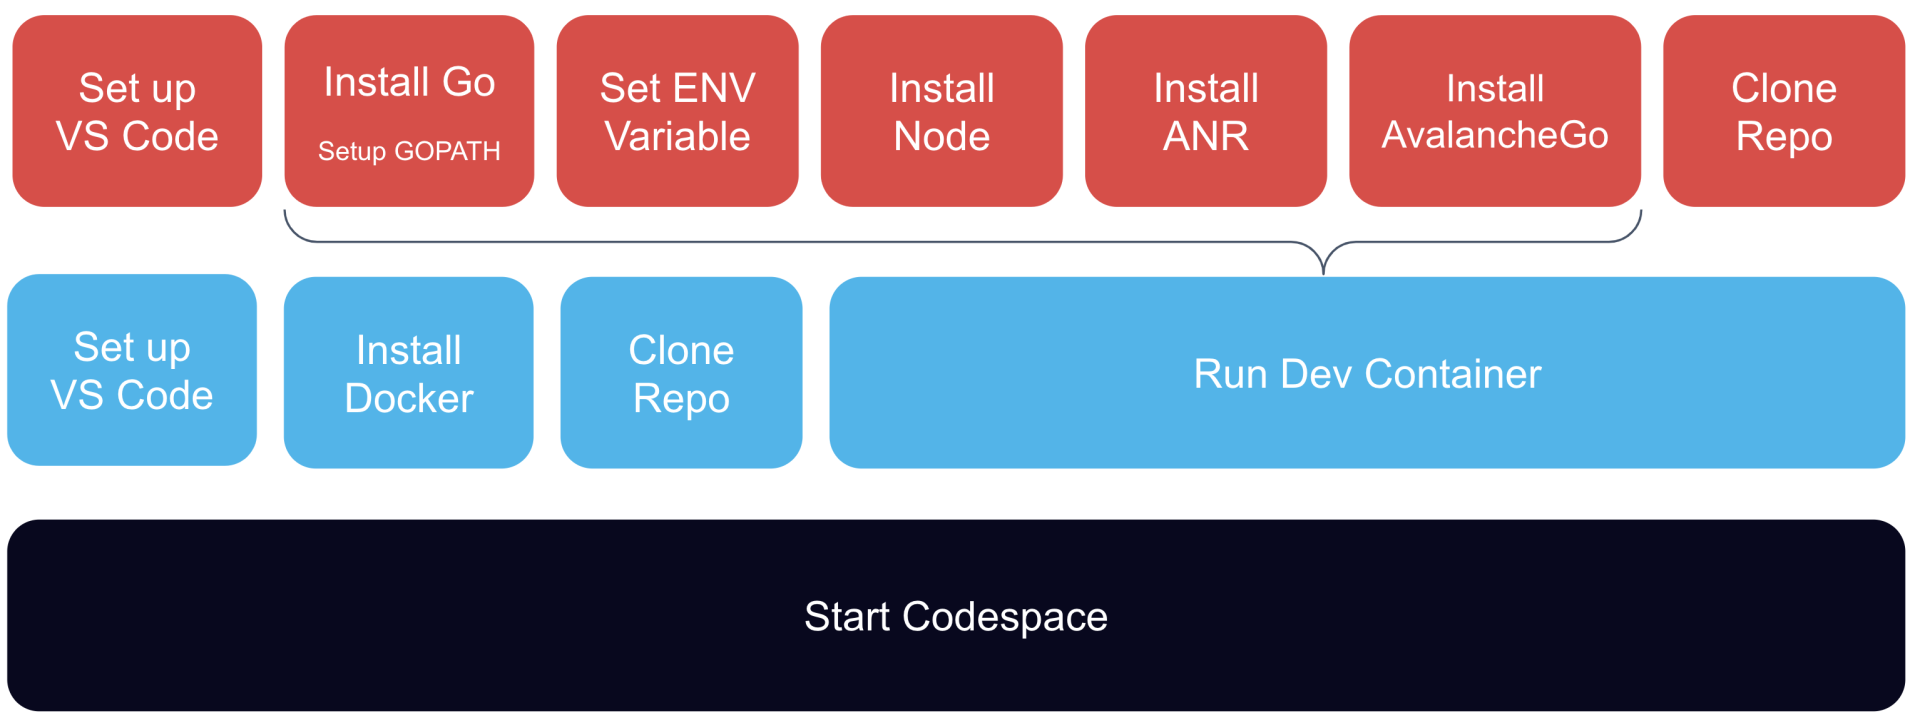 Set up
VS Code
Install Go
Setup GOPATH
Set ENV
Variable
Install
Node
Install
ANR
Install
AvalancheGo
Clone
Repo
Set up
VS Code
Install
Docker
Clone
Repo
Run Dev Container
Start Codespace